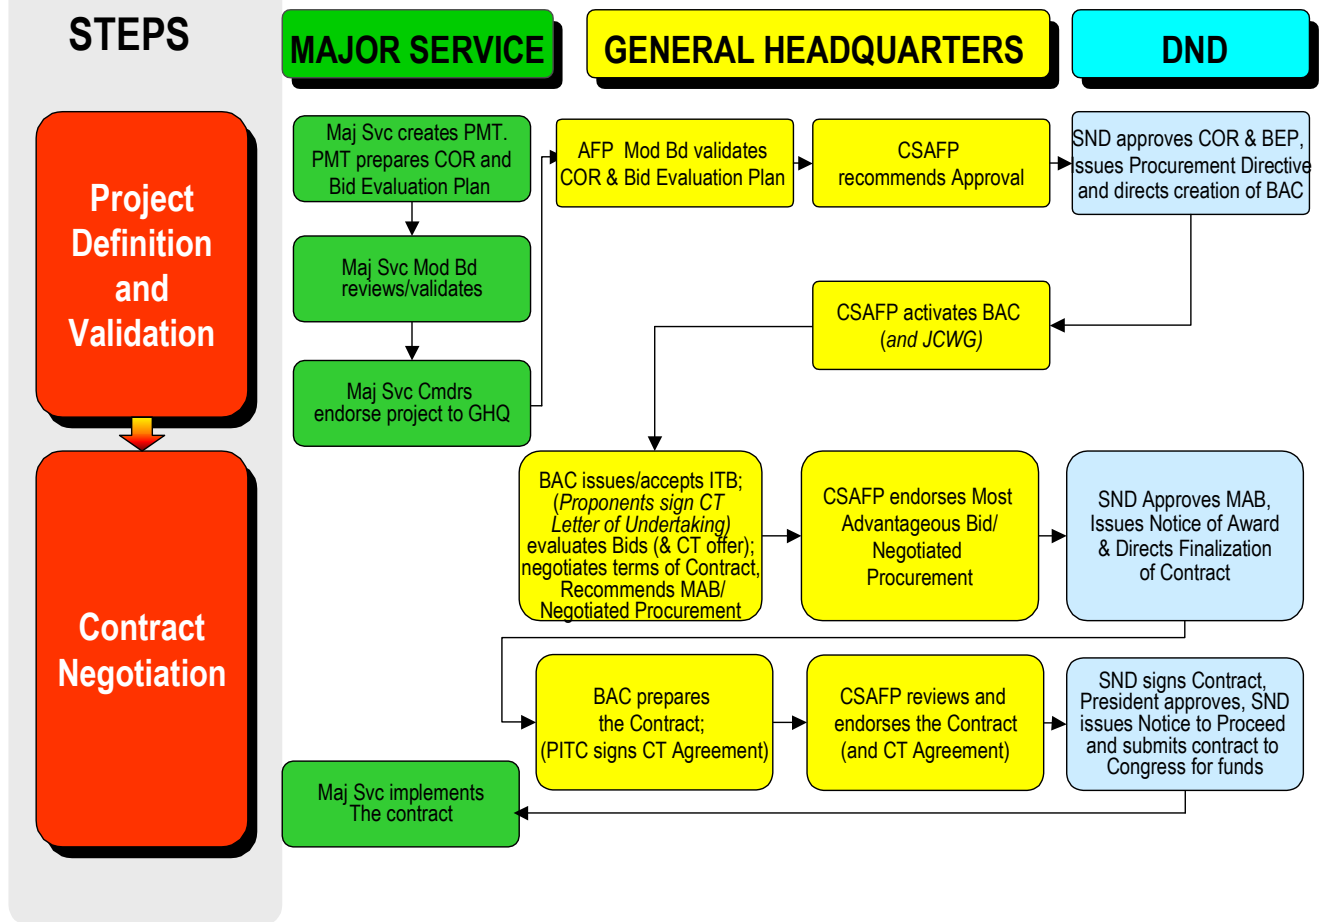 STEPS
MAJOR SERVICE
GENERAL HEADQUARTERS
DND
Project
Definition
and
Validation
Maj Svc creates PMT.
PMT prepares COR and
Bid Evaluation Plan
AFP Mod Bd validates
COR & Bid Evaluation Plan
CSAFP
recommends Approval
SND approves COR & BEP,
Issues Procurement Directive
and directs creation of BAC
Maj Svc Mod Bd
reviews/validates
CSAFP activates BAC
(and JCWG)
Maj Svc Cmdrs
endorse project to GHQ
Contract
Negotiation
BAC issues/accepts ITB;
(Proponents sign CT
Letter of Undertaking)
evaluates Bids (& CT offer);
negotiates terms of Contract,
Recommends MAB/
Negotiated Procurement
CSAFP endorses Most
Advantageous Bid/
Negotiated
Procurement
SND Approves MAB,
Issues Notice of Award
& Directs Finalization
of Contract
BAC prepares
the Contract;
(PITC signs CT Agreement)
CSAFP reviews and
endorses the Contract
(and CT Agreement)
SND signs Contract,
President approves, SND
issues Notice to Proceed
and submits contract to
Congress for funds
Maj Svc implements
The contract